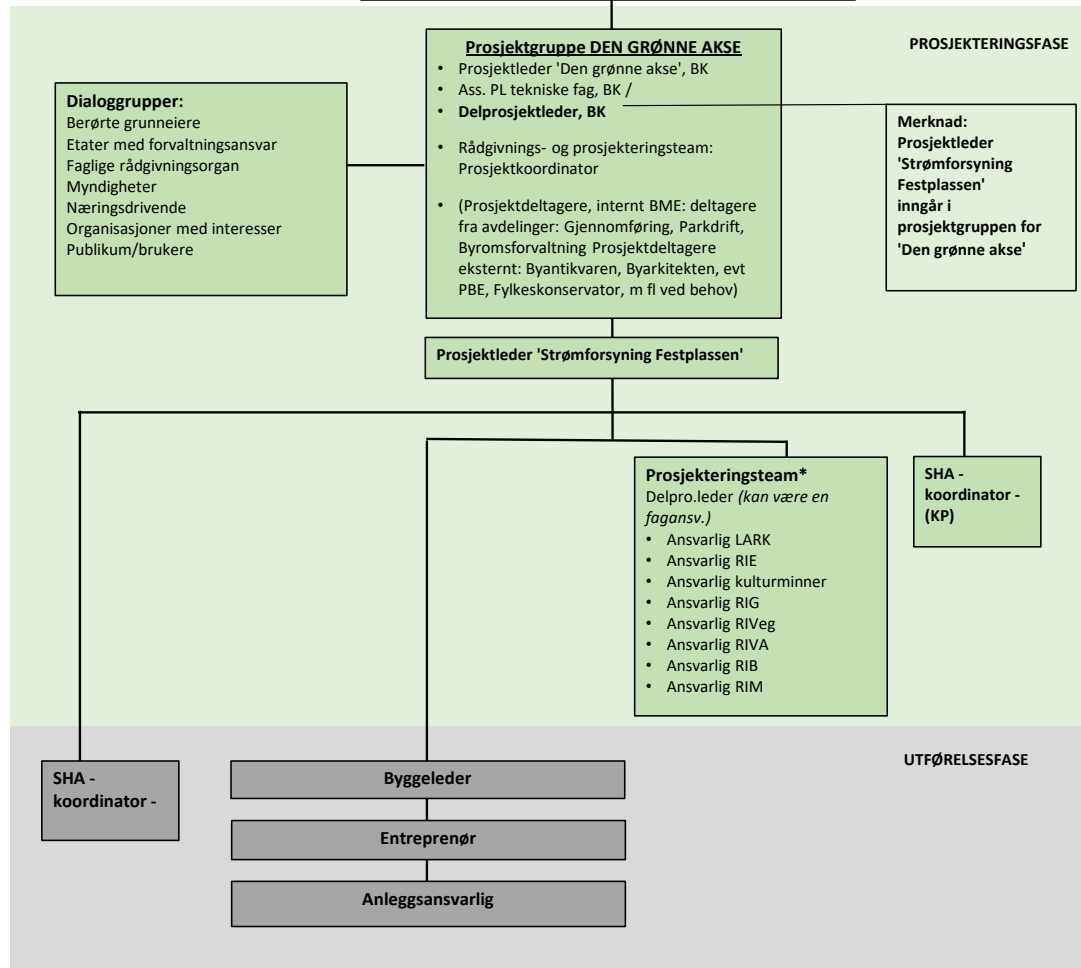 PROSJEKTERINGSFASE
Prosjektgruppe DEN GRØNNE AKSE
• Prosjektleder 'Den grønne akse', BK
• Ass. PL tekniske fag, BK /
• Delprosjektleder, BK
• Rådgivnings- og prosjekteringsteam:
Prosjektkoordinator
• (Prosjektdeltagere, internt BME: deltagere
fra avdelinger: Gjennomføring, Parkdrift,
Byromsforvaltning Prosjektdeltagere
eksternt: Byantikvaren, Byarkitekten, evt
PBE, Fylkeskonservator, m fl ved behov)
Dialoggrupper:
Berørte grunneiere
Etater med forvaltningsansvar
Faglige rådgivningsorgan
Myndigheter
Næringsdrivende
Organisasjoner med interesser
Publikum/brukere
Merknad:
Prosjektleder
'Strømforsyning
Festplassen'
inngår i
prosjektgruppen for
'Den grønne akse'
Prosjektleder 'Strømforsyning Festplassen'
Prosjekteringsteam*
Delpro.leder (kan være en
fagansv.)
• Ansvarlig LARK
• Ansvarlig RIE
• Ansvarlig kulturminner
• Ansvarlig RIG
• Ansvarlig RIVeg
• Ansvarlig RIVA
• Ansvarlig RIB
• Ansvarlig RIM
SHA -
koordinator -
(KP)
UTFØRELSESFASE
SHA -
koordinator -
Byggeleder
Entreprenør
Anleggsansvarlig